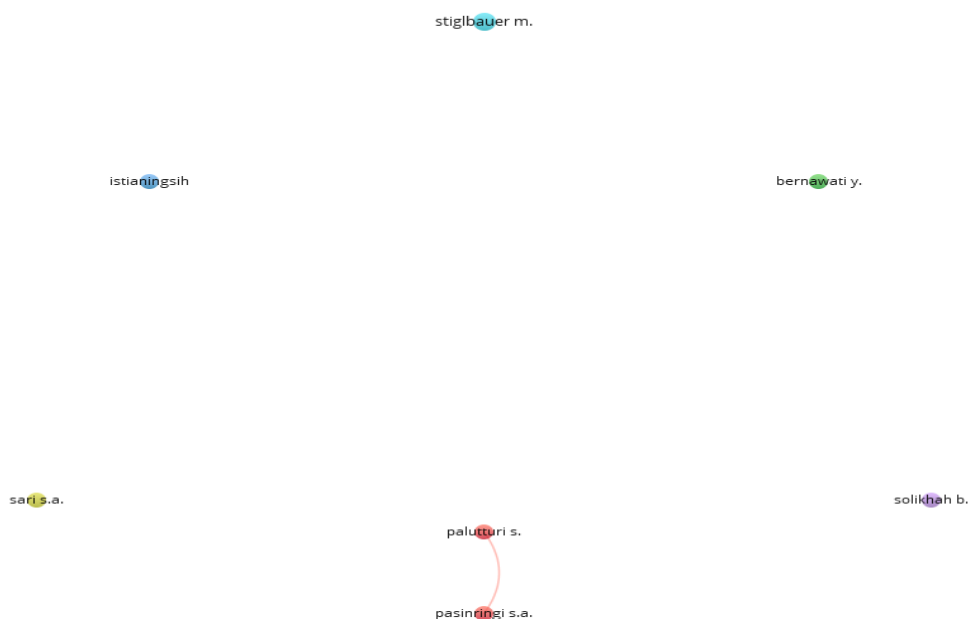 stiglbauer m.
istianingsih
bernawati y.
sari s.a.
solikhah b.
palutturi s.
pasinringi s.a.